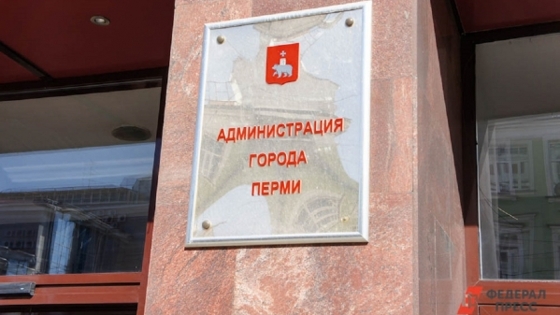 АДМИНИСТРАЦИЯ
ГОРОДА
ПЕРМИ
ФЕДЕРАЛ
ПРЕСС